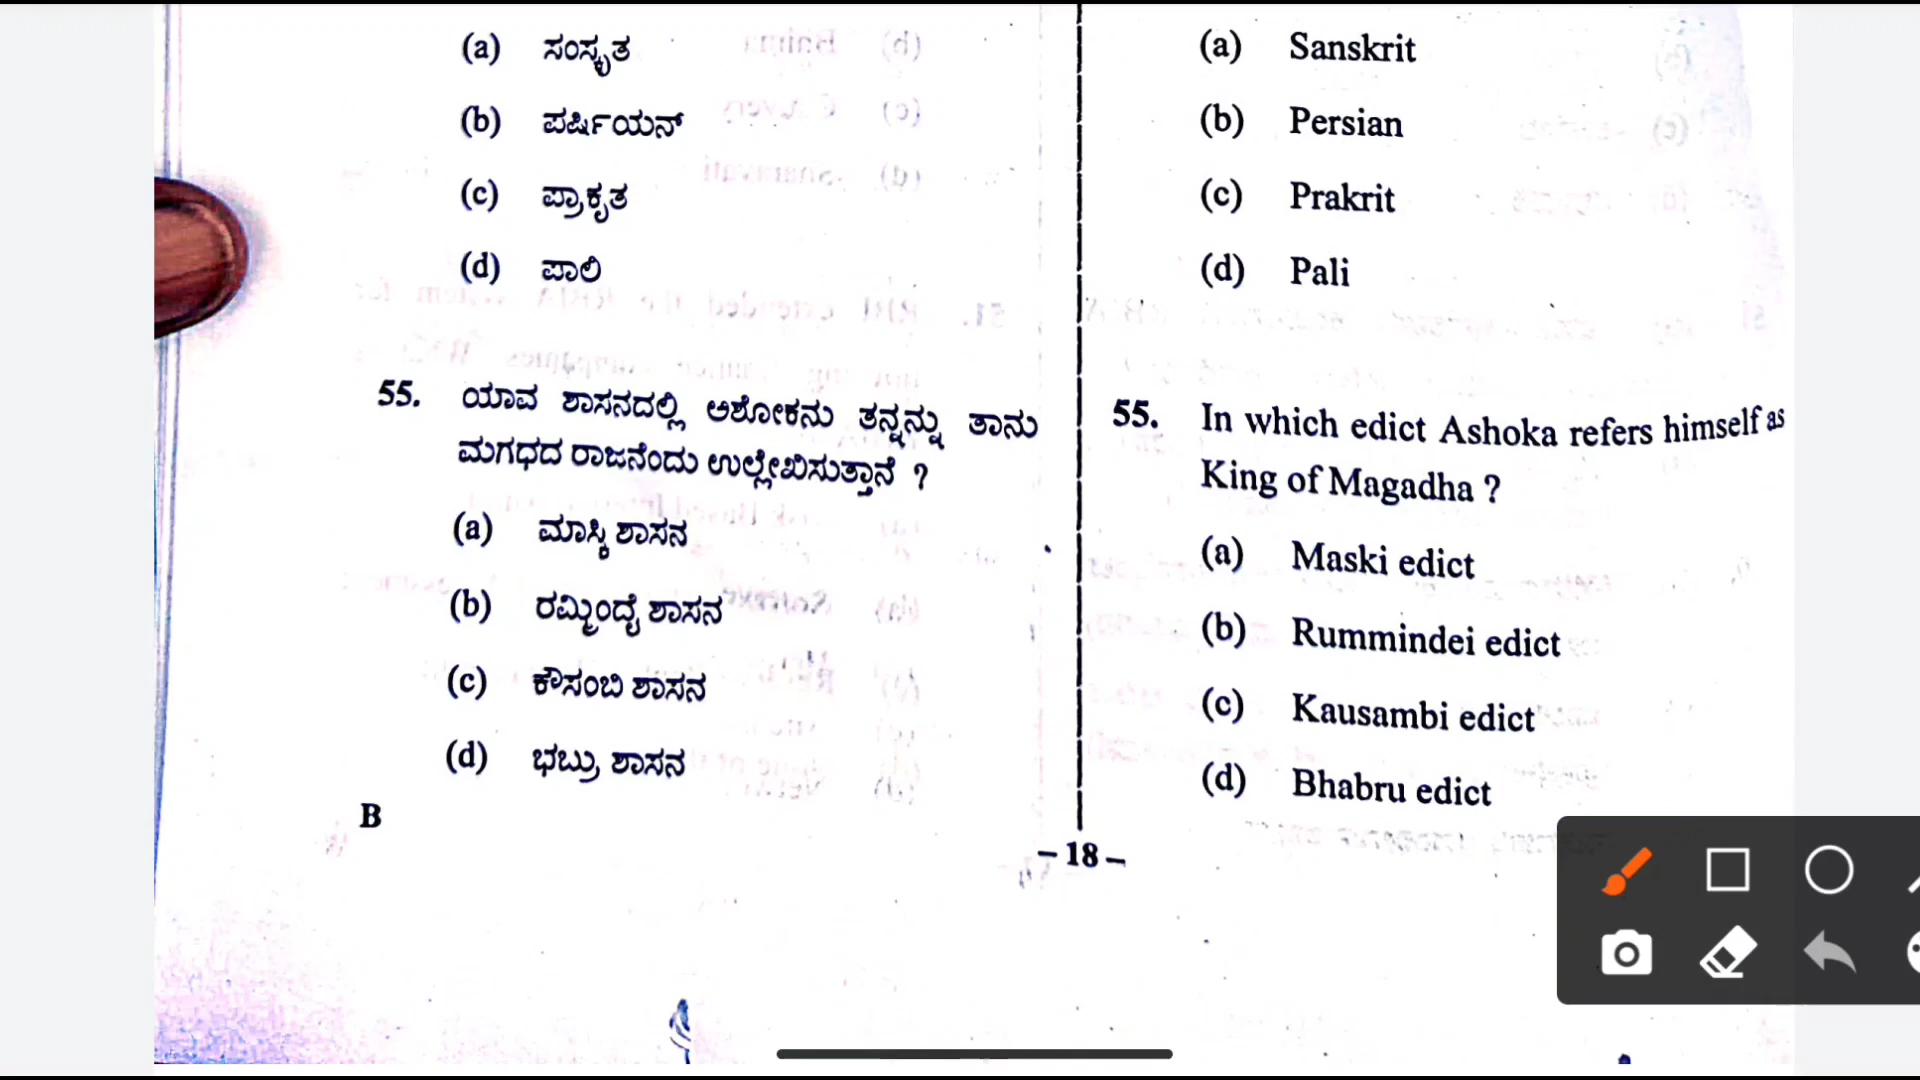 (a) ಸಂಸ್ಕೃತ
(b) ಪರ್ಷಿಯನ್
(c) ಪ್ರಾಕೃತ
(d) ಪಾಲಿ
55. ಯಾವ ಶಾಸನದಲ್ಲಿ ಅಶೋಕನು ತನ್ನನ್ನು ತಾನು
ಮಗಧದ ರಾಜನೆಂದು ಉಲ್ಲೇಖಿಸುತ್ತಾನೆ ?
(a) ಮಾಸ್ಕಿ ಶಾಸನ
(b) ರಮ್ಮಿಂದೈ ಶಾಸನ
(c) ಕೌಸಂಬಿ ಶಾಸನ
(d) ಭಬ್ರು ಶಾಸನ
B
(a) Sanskrit
(b) Persian
(c) Prakrit
(d) Pali
55. In which edict Ashoka refers himself as
King of Magadha ?
(a) Maski edict
(b) Rummindei edict
(c) Kausambi edict
(d) Bhabru edict
– 18 –